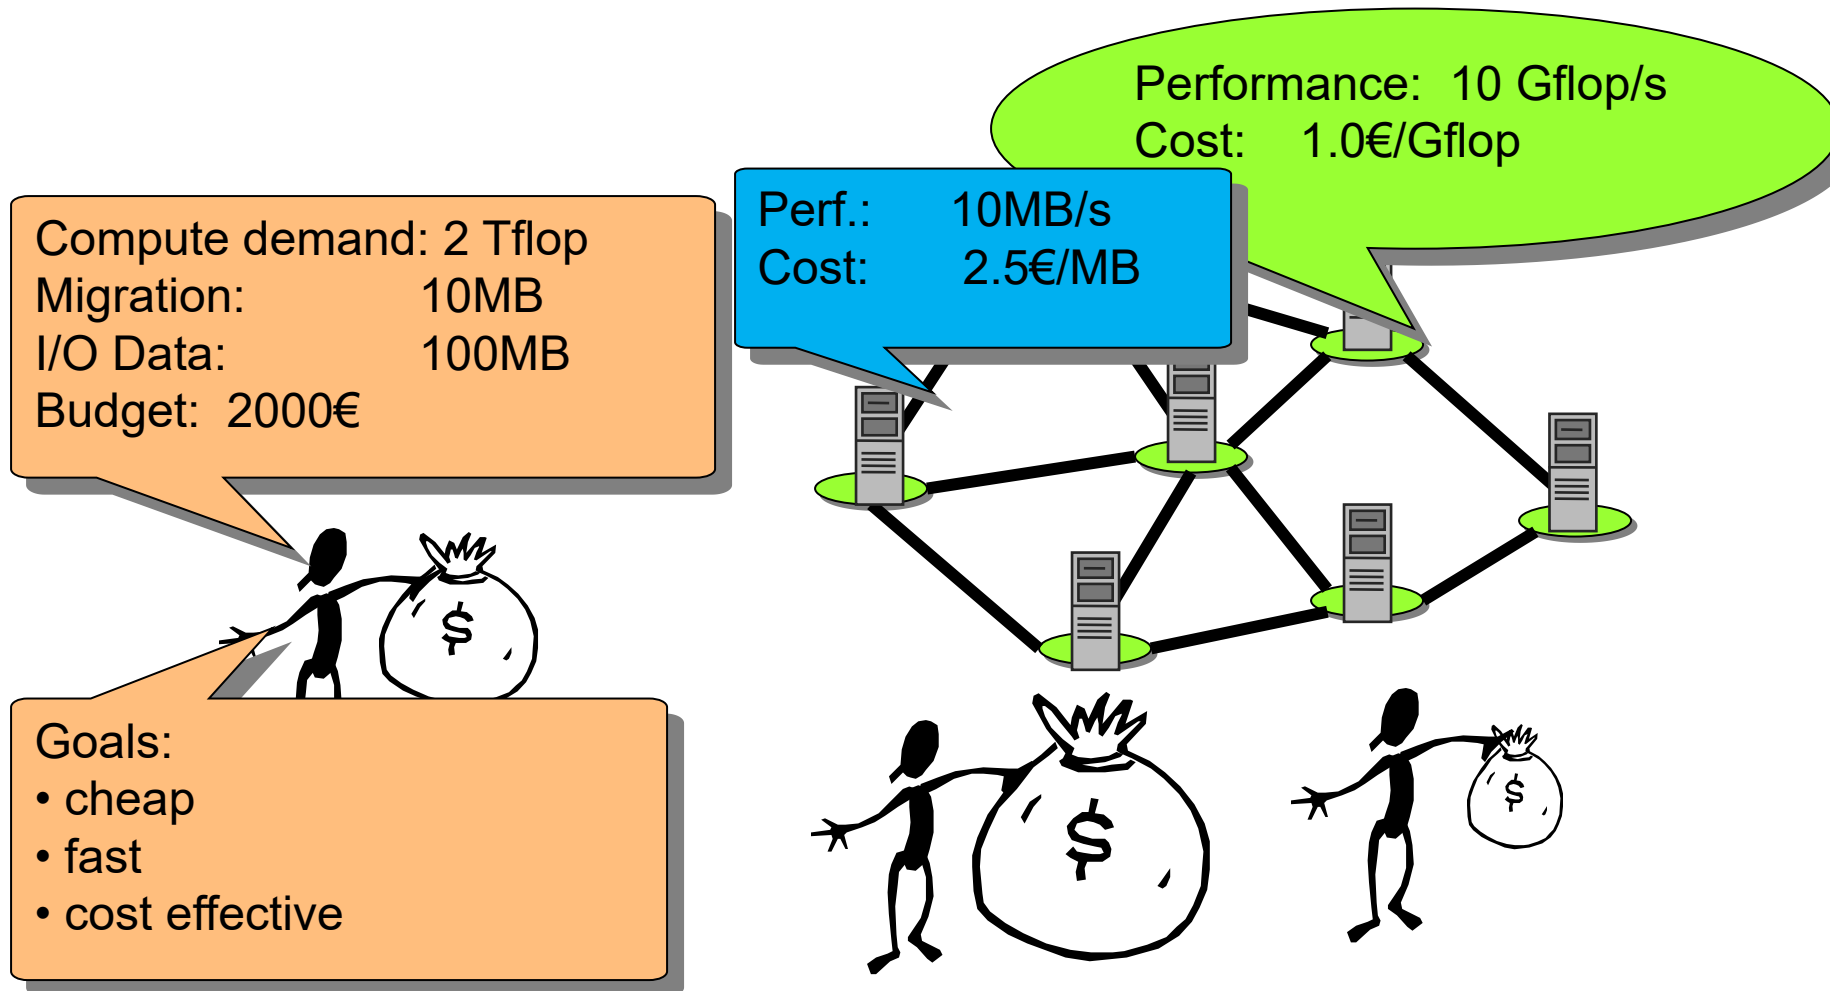 Performance: 10 Gflop/s
Cost: 1.0€/Gflop
Perf.: 10MB/s
Cost: 2.5€/MB
Compute demand: 2 Tflop
Migration: 10MB
I/O Data: 100MB
Budget: 2000€
$
Goals:
• cheap
• fast
• cost effective
$
$